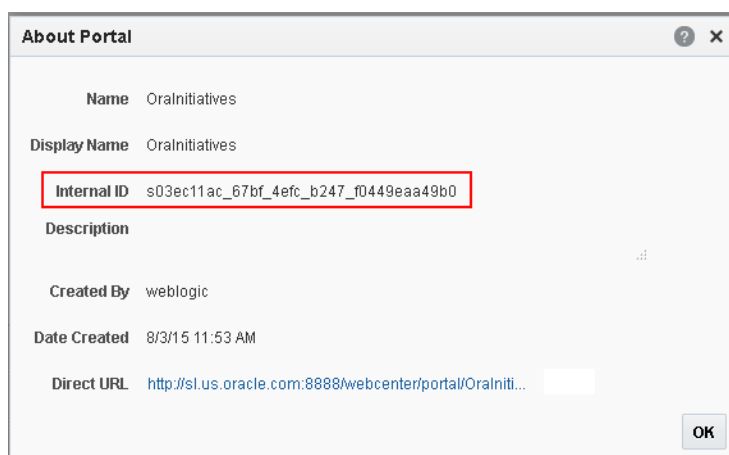 About Portal
Name OraInitiatives
Display Name OraInitiatives
Internal ID s03ec11ac_67bf_4efc_b247_f0449eaa49b0
Description
Created By weblogic
Date Created 8/3/15 11:53 AM
Direct URL http://sl.us.oracle.com:8888/webcenter/portal/OraIniti...
OK